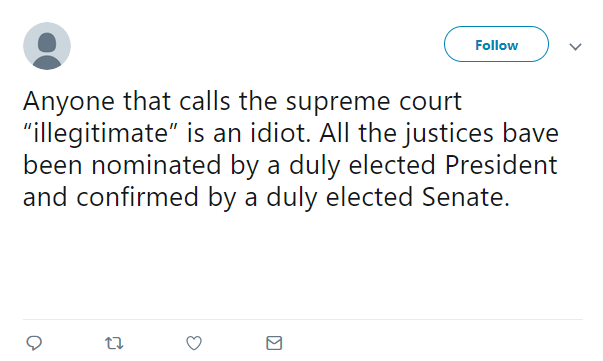 Follow
Anyone that calls the supreme court
“illegitimate” is an idiot. All the justices bave
been nominated by a duly elected President
and confirmed by a duly elected Senate.